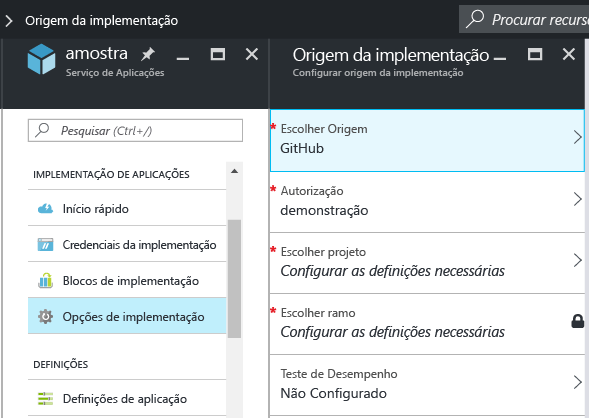 Origem da implementação
Procurar recurs
amostra
Serviço de Aplicações
Pesquisar (Ctrl+/)
IMPLEMENTAÇÃO DE APLICAÇÕES
Início rápido
Credenciais da implementação
Blocos de implementação
Opções de implementação
DEFINIÇÕES
Definições de aplicação
Origem da implementação
Configurar origem da implementação
* Escolher Origem
GitHub
* Autorização
demonstração
* Escolher projeto
Configurar as definições necessárias
* Escolher ramo
Configurar as definições necessárias
Teste de Desempenho
Não Configurado